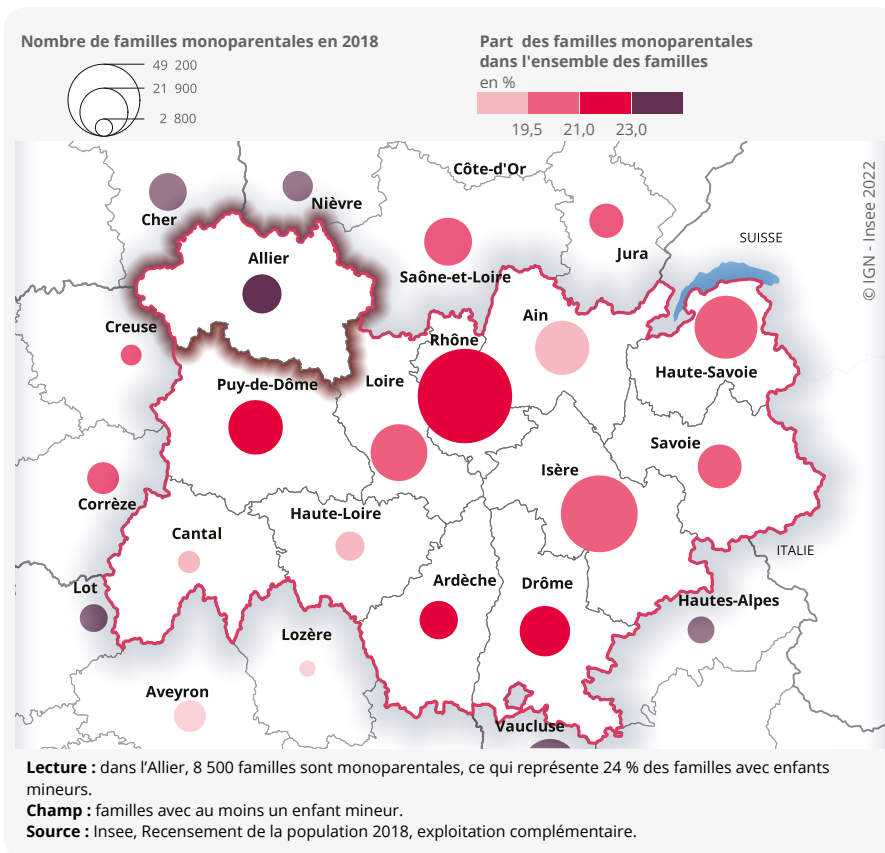 Nombre de familles monoparentales en 2018
49 200
21 900
2 800
Part des familles monoparentales
dans l'ensemble des familles
en %
19,5 21,0 23,0
© IGN - Insee 2022
Côte-d'Or
Cher
Nièvre
Jura
SUISSE
Allier
Saône-et-Loire
Creuse
Ain
Rhône
Haute-Savoie
Puy-de-Dôme
Loire
Savoie
Isère
Corrèze
Haute-Loire
Cantal
ITALIE
Lot
Ardèche
Drôme
Hautes-Alpes
Lozère
Aveyron
Vaucluse
Lecture : dans l’Allier, 8 500 familles sont monoparentales, ce qui représente 24 % des familles avec enfants
mineurs.
Champ : familles avec au moins un enfant mineur.
Source : Insee, Recensement de la population 2018, exploitation complémentaire.